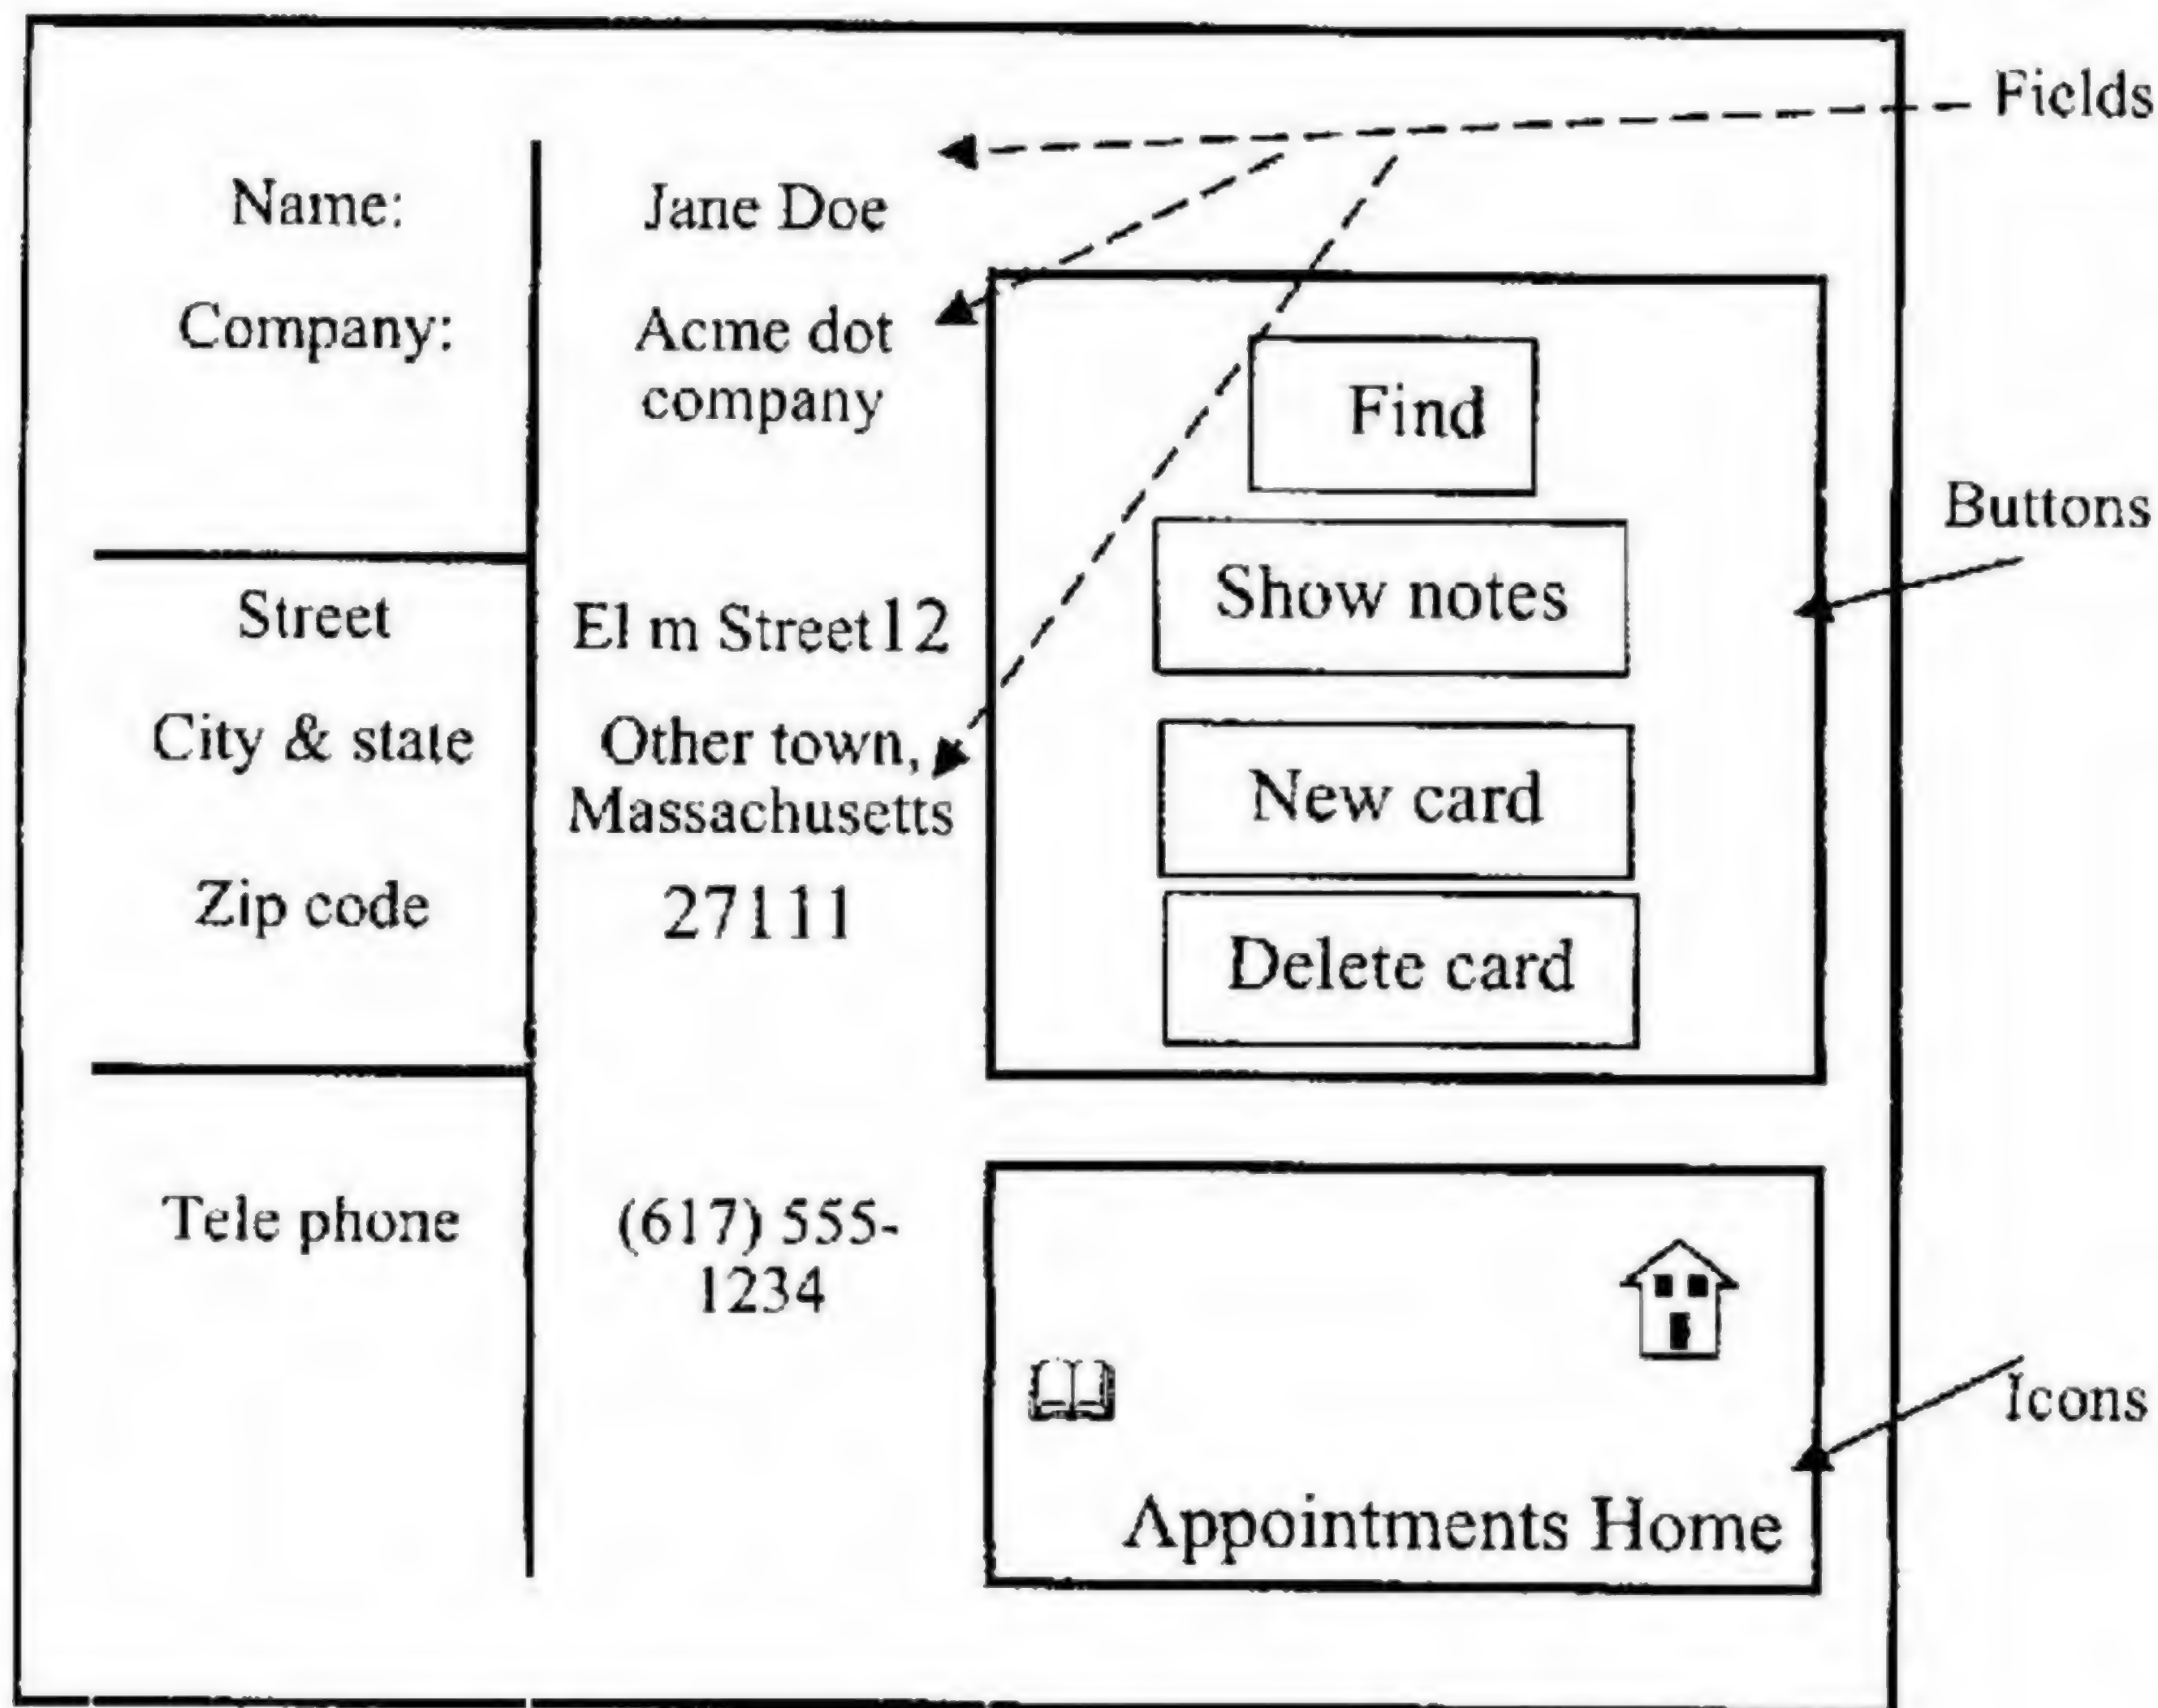 Fields
Name: Jane Doe
Company: Acme dot
company
Find
Buttons
Show notes
Street El m Street12
City & state Other town,
Massachusetts
New card
Zip code 27111
Delete card
Tele phone (617) 555-
1234
Icons
Appointments Home